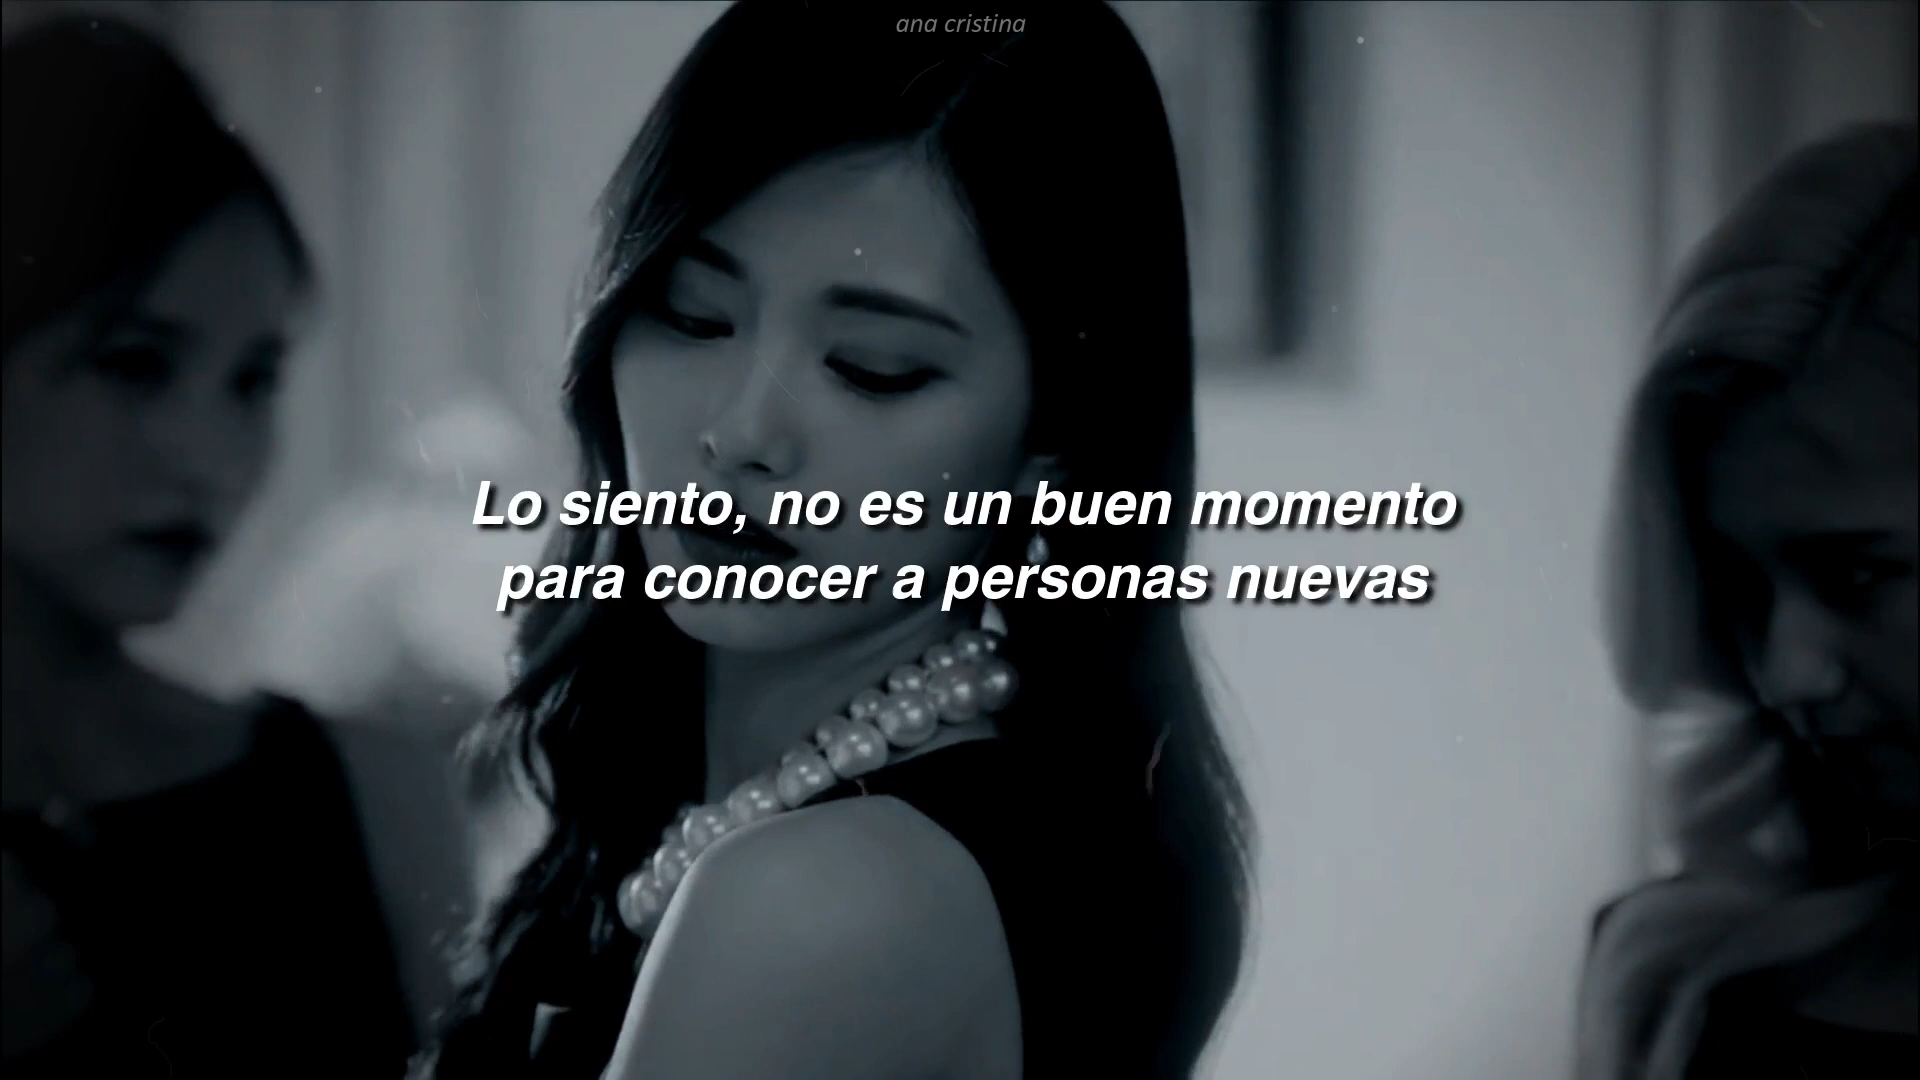 ana cristina
Lo siento, no es un buen momento
para conocer a personas nuevas